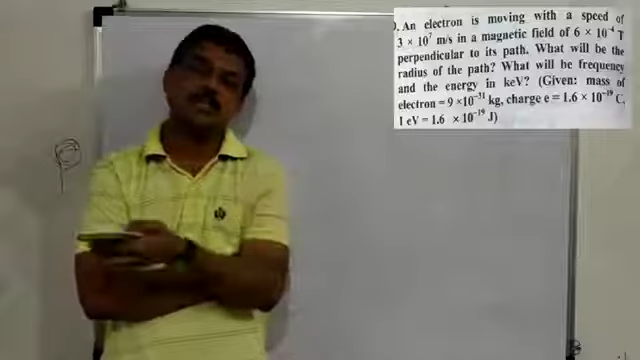 . An electron is moving with a speed of
3 × 10⁷ m/s in a magnetic field of 6 × 10⁻⁴ T
perpendicular to its path. What will be the
radius of the path? What will be frequency
and the energy in keV? (Given: mass of
electron = 9 ×10⁻³¹ kg, charge e = 1.6 × 10⁻¹⁹ C,
1 eV = 1.6 × 10⁻¹⁹ J)